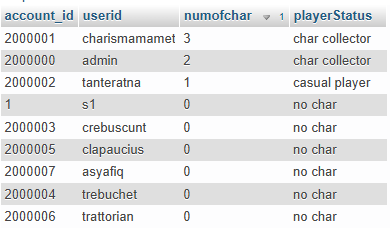 account_id userid numofchar 1 playerStatus
2000001 charismamamet 3 char collector
2000000 admin 2 char collector
2000002 tanteratna 1 casual player
1 s1 0 no char
2000003 crebuscunt 0 no char
2000005 clapaucius 0 no char
2000007 asyafiq 0 no char
2000004 trebuchet 0 no char
2000006 trattorian 0 no char